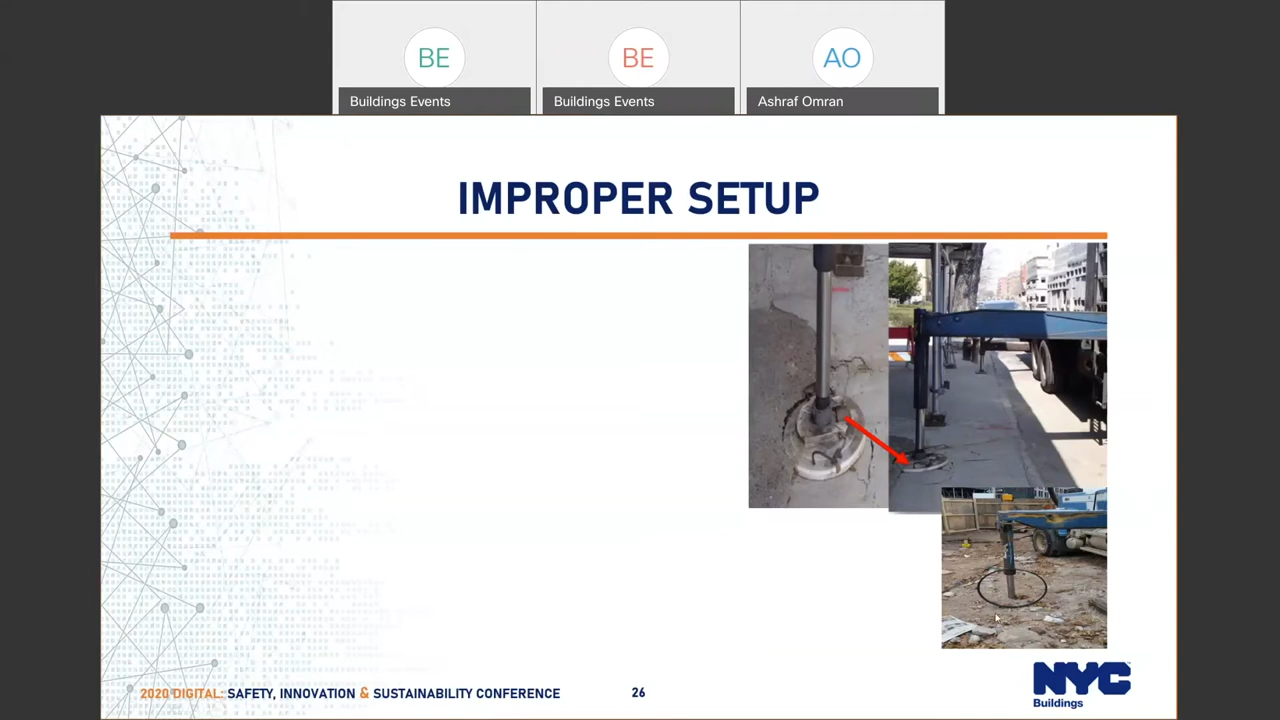 BE
BE
AO
Buildings Events
Buildings Events
Ashraf Omran
IMPROPER SETUP
2020 DIGITAL: SAFETY, INNOVATION & SUSTAINABILITY CONFERENCE
26
NYC
Buildings